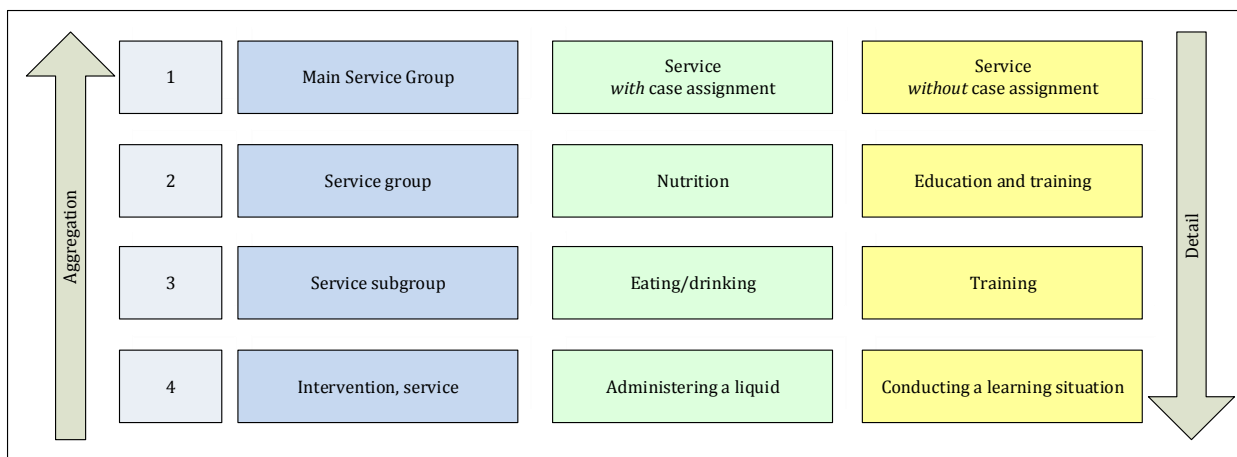 Aggregation
1
Main Service Group
Service
with case assignment
Service
without case assignment
2
Service group
Nutrition
Education and training
3
Service subgroup
Eating/drinking
Training
4
Intervention, service
Administering a liquid
Conducting a learning situation
Detail